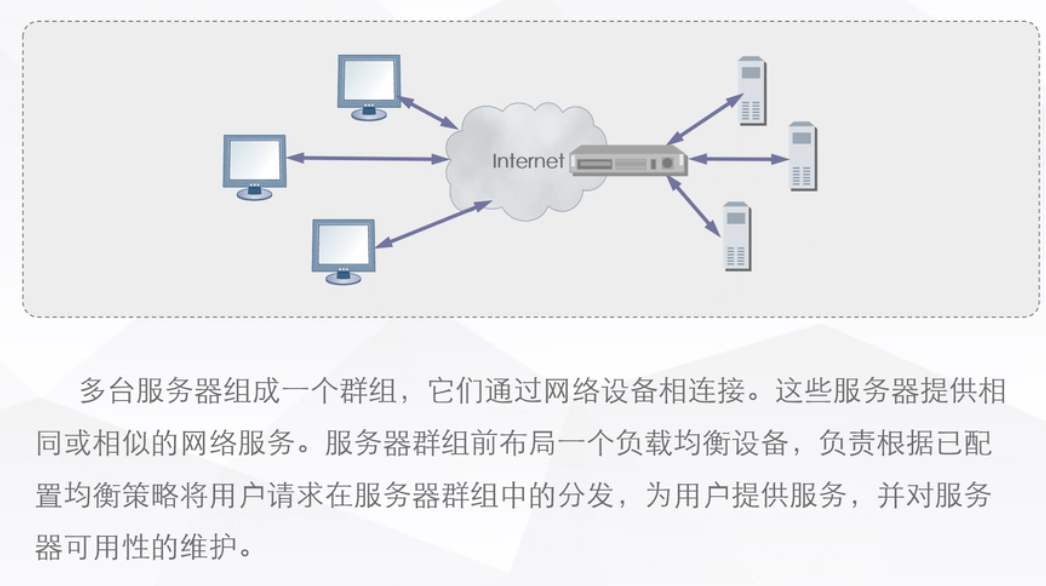 Internet
多台服务器组成一个群组，它们通过网络设备相连接。这些服务器提供相
同或相似的网络服务。服务器群组前布局一个负载均衡设备，负责根据已配
置均衡策略将用户请求在服务器群组中的分发，为用户提供服务，并对服务
器可用性的维护。